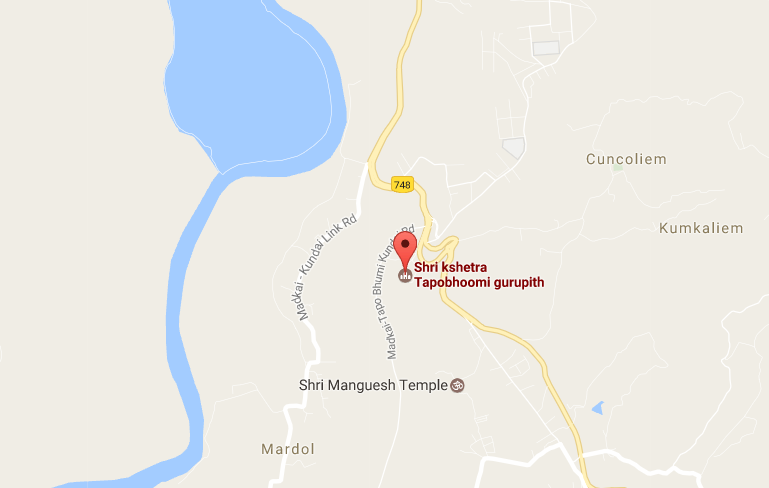 Cuncoliem
748
Kumkaliem
Madkai - Kundai Link Rd
Madkai-Tapo Bhumi Kundai Rd
Shri kshetra
Tapobhoomi gurupith
Shri Manguesh Temple
Mardol